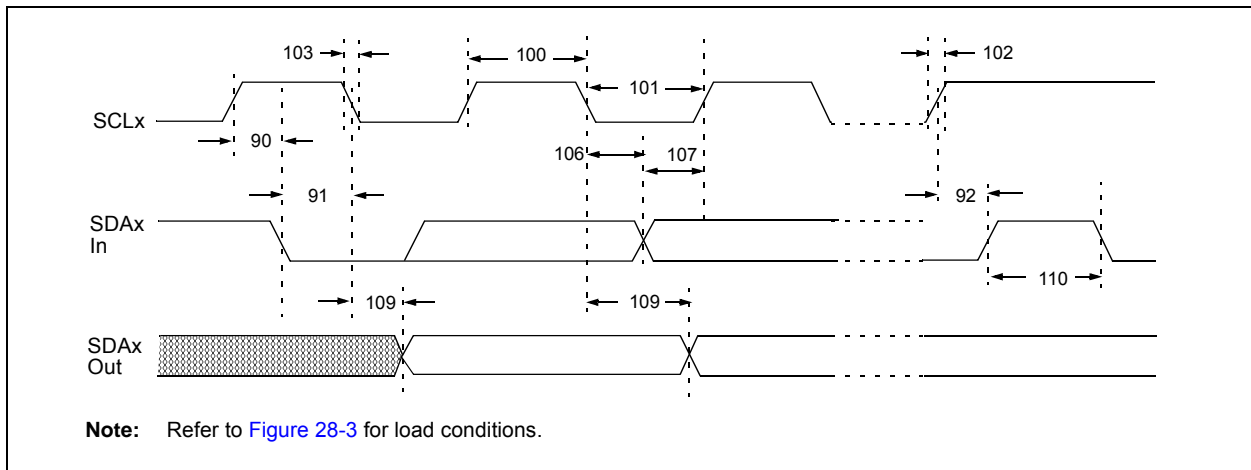 103
100
102
101
SCLx
90
106
107
91
92
SDAx
In
110
109
109
SDAx
Out
Note: Refer to Figure 28-3 for load conditions.